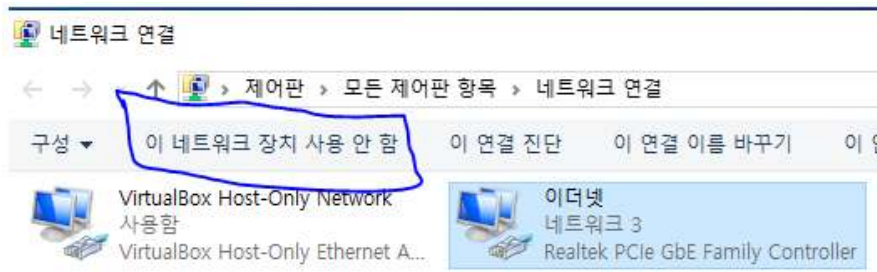 네트워크 연결
제어판 › 모든 제어판 항목 › 네트워크 연결
구성 이 네트워크 장치 사용 안 함 이 연결 진단 이 연결 이름 바꾸기 이
VirtualBox Host-Only Network
사용함
VirtualBox Host-Only Ethernet A...
이더넷
네트워크 3
Realtek PCIe GbE Family Controller